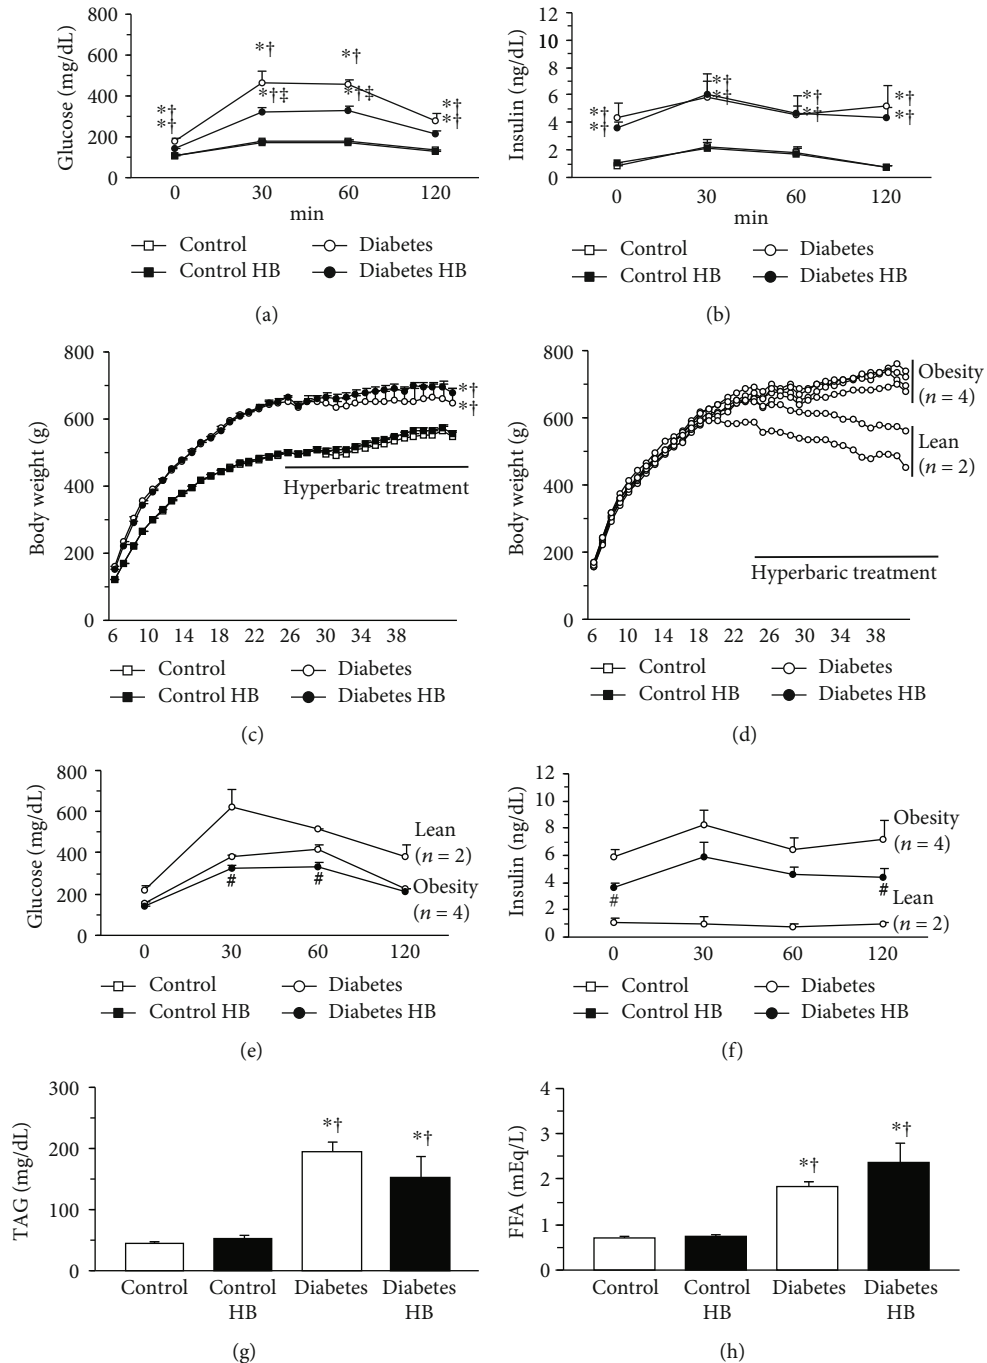 Glucose (mg/dL)
800
600
400
200
0
*†
*†
*†
*†‡
*†
*†‡
*†
*†
0 30 60 120
min
Control
Diabetes
Control HB
Diabetes HB
(a)
Insulin (ng/dL)
12
10
8
6
4
2
0
*†
*†
*†
*†
*†
*†
*†
*†
0 30 60 120
min
Control
Diabetes
Control HB
Diabetes HB
(b)
Body weight (g)
800
600
400
200
0
*†
*†
Hyperbaric treatment
6 10 14 18 22 26 30 34 38
Control
Diabetes
Control HB
Diabetes HB
(c)
Body weight (g)
800
600
400
200
0
Obesity
(n = 4)
Lean
(n = 2)
Hyperbaric treatment
6 10 14 18 22 26 30 34 38
Control
Diabetes
Control HB
Diabetes HB
(d)
Glucose (mg/dL)
800
600
400
200
0
Lean
(n = 2)
Obesity
(n = 4)
# #
0 30 60 120
Control
Diabetes
Control HB
Diabetes HB
(e)
Insulin (ng/dL)
12
10
8
6
4
2
0
Obesity
(n = 4)
Lean
(n = 2)
# #
0 30 60 120
Control
Diabetes
Control HB
Diabetes HB
(f)
TAG (mg/dL)
300
200
100
0
*†
*†
Control
Control
HB
Diabetes
Diabetes
HB
(g)
FFA (mEq/L)
4
3
2
1
0
*†
*†
Control
Control
HB
Diabetes
Diabetes
HB
(h)